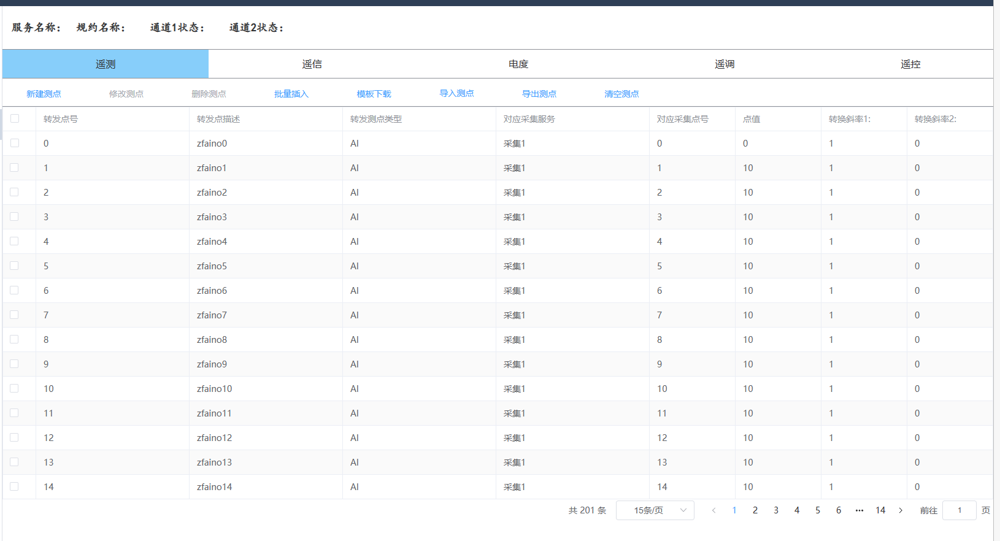 服务名称： 规约名称： 通道1状态： 通道2状态：
遥测 遥信 电度 遥调 遥控
新建测点 修改测点 删除测点 批量插入 模板下载 导入测点 导出测点 清空测点
转发点号 转发点描述 转发测点类型 对应采集服务 对应采集点号 点值 转换斜率1: 转换斜率2:
0 zfaino0 AI 采集1 0 0 1 0
1 zfaino1 AI 采集1 1 10 1 0
2 zfaino2 AI 采集1 2 10 1 0
3 zfaino3 AI 采集1 3 10 1 0
4 zfaino4 AI 采集1 4 10 1 0
5 zfaino5 AI 采集1 5 10 1 0
6 zfaino6 AI 采集1 6 10 1 0
7 zfaino7 AI 采集1 7 10 1 0
8 zfaino8 AI 采集1 8 10 1 0
9 zfaino9 AI 采集1 9 10 1 0
10 zfaino10 AI 采集1 10 10 1 0
11 zfaino11 AI 采集1 11 10 1 0
12 zfaino12 AI 采集1 12 10 1 0
13 zfaino13 AI 采集1 13 10 1 0
14 zfaino14 AI 采集1 14 10 1 0
共 201 条 15条/页 1 2 3 4 5 6 ••• 14 前往 1 页